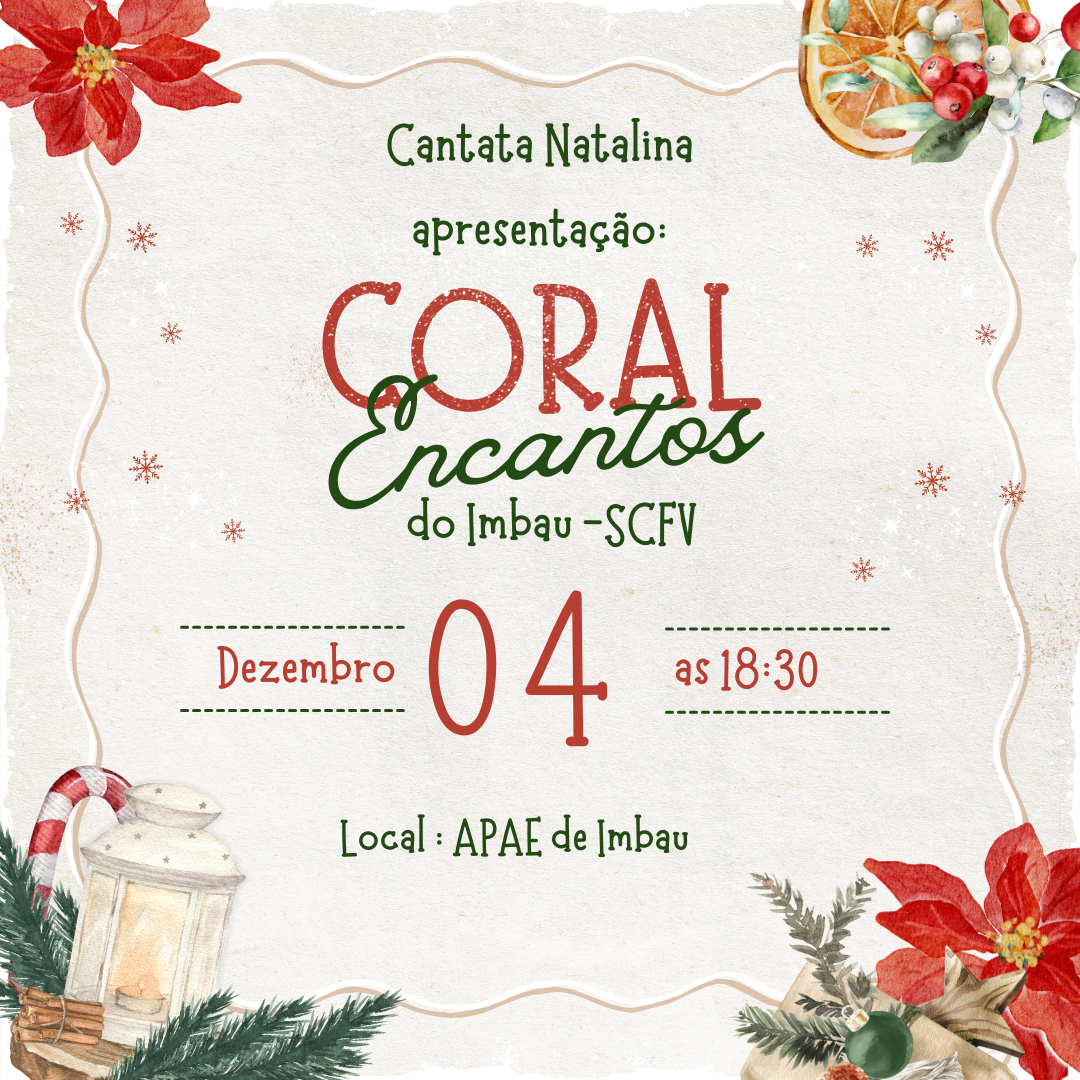 Cantata Natalina
apresentação:
CORAL
Encantos
do Imbau -SCFV
Dezembro 04 as 18:30
Local : APAE de Imbau